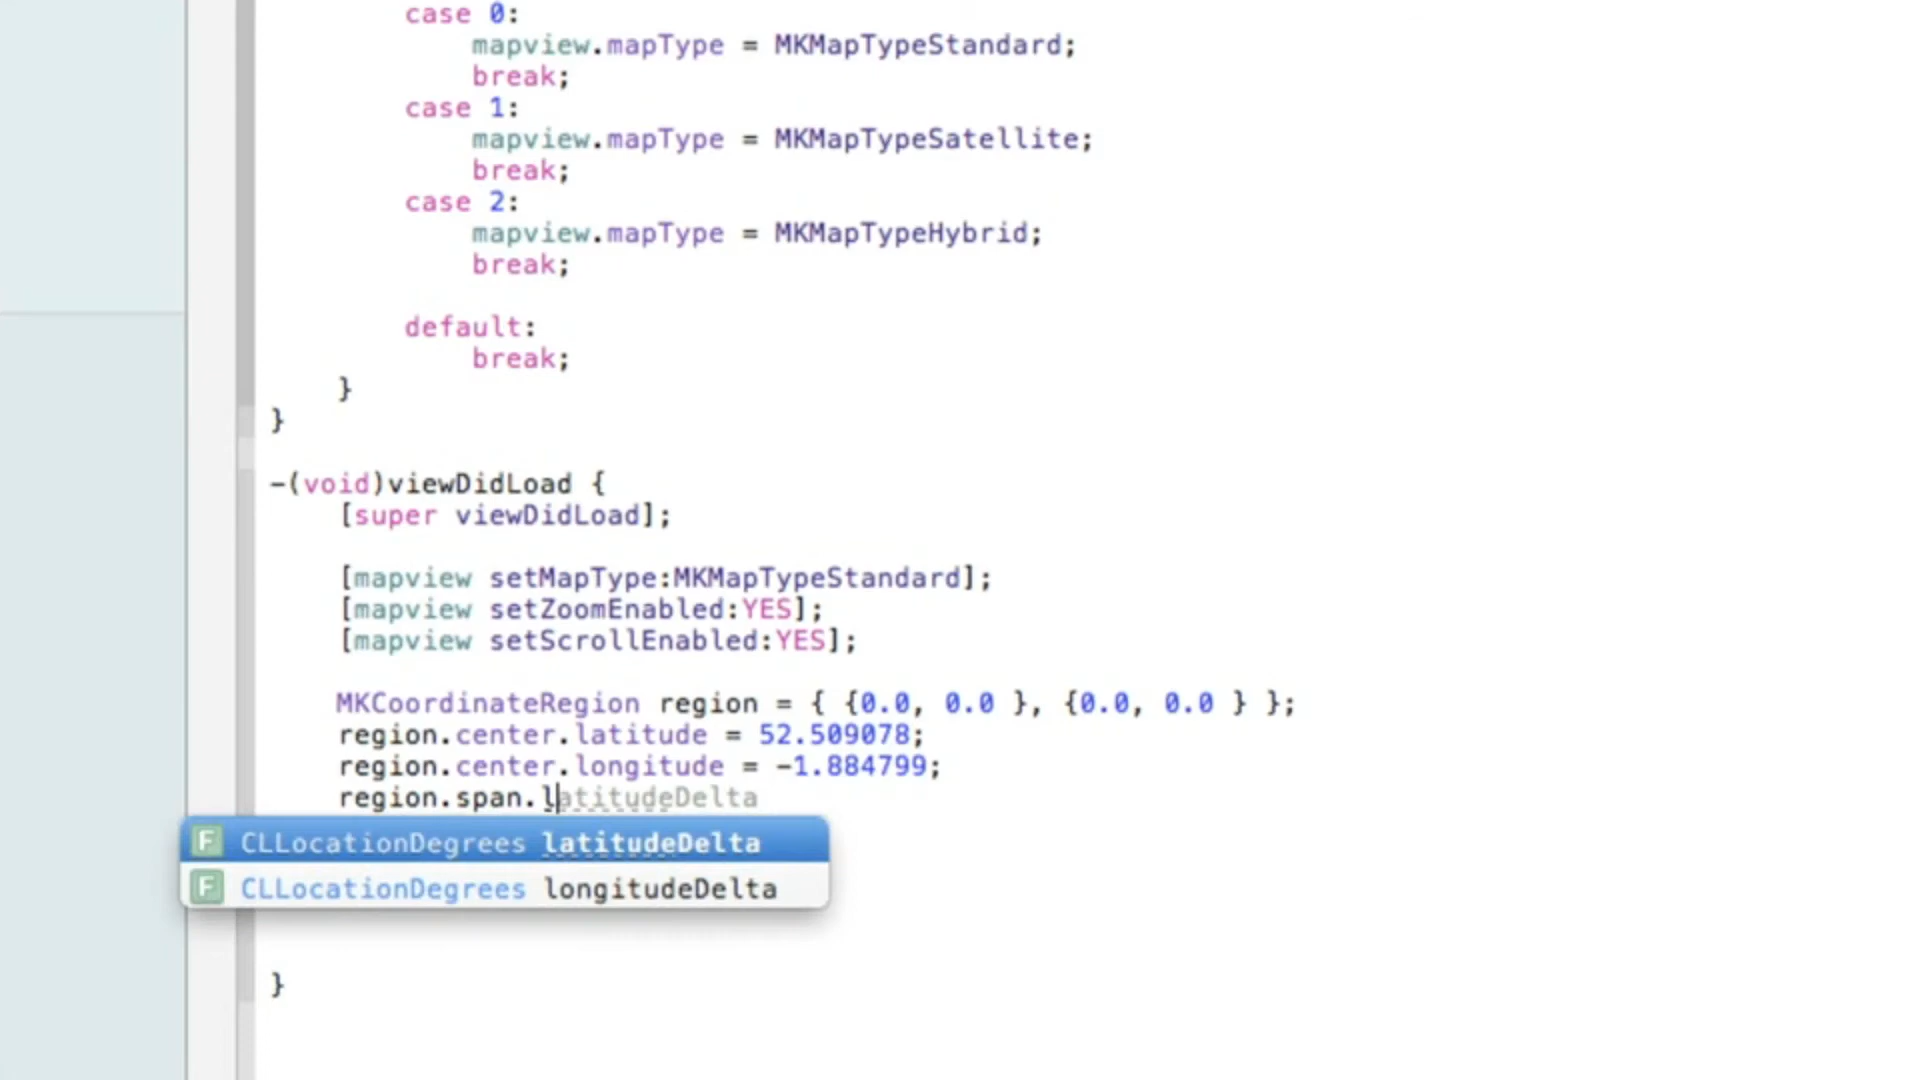 case 0:
mapview.mapType = MKMapTypeStandard;
break;
case 1:
mapview.mapType = MKMapTypeSatellite;
break;
case 2:
mapview.mapType = MKMapTypeHybrid;
break;
default:
break;
}
}
-(void)viewDidLoad {
[super viewDidLoad];
[mapview setMapType:MKMapTypeStandard];
[mapview setZoomEnabled:YES];
[mapview setScrollEnabled:YES];
MKCoordinateRegion region = { {0.0, 0.0 }, {0.0, 0.0 } };
region.center.latitude = 52.509078;
region.center.longitude = -1.884799;
region.span.latitudeDelta
F CLLocationDegrees latitudeDelta
F CLLocationDegrees longitudeDelta
}